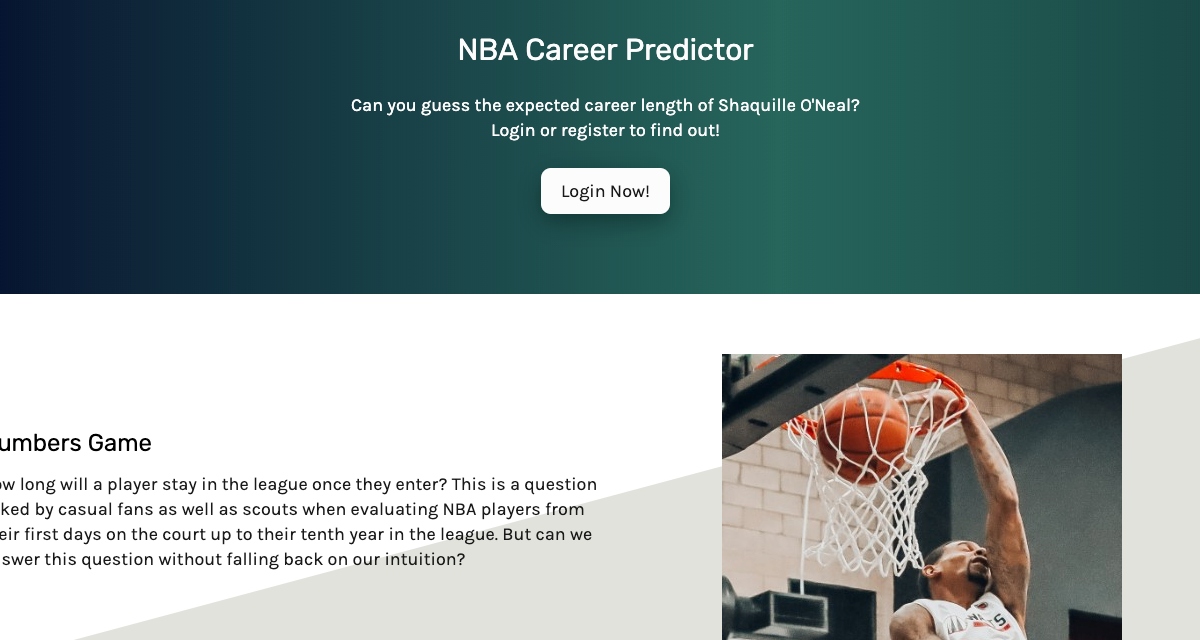 NBA Career Predictor
Can you guess the expected career length of Shaquille O'Neal?
Login or register to find out!
Login Now!
umbers Game
ow long will a player stay in the league once they enter? This is a question
ked by casual fans as well as scouts when evaluating NBA players from
eir first days on the court up to their tenth year in the league. But can we
swer this question without falling back on our intuition?